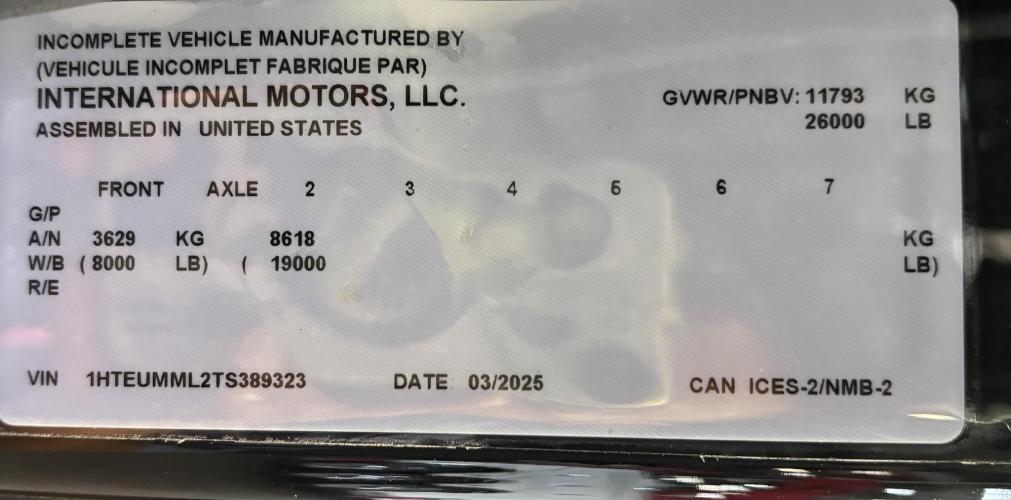 INCOMPLETE VEHICLE MANUFACTURED BY
(VEHICULE INCOMPLET FABRIQUE PAR)
INTERNATIONAL MOTORS, LLC.
ASSEMBLED IN UNITED STATES
GVWR/PNBV: 11793 KG
26000 LB
FRONT AXLE 2 3 4 5 6 7
G/P
A/N 3629 KG 8618 KG
W/B ( 8000 LB) ( 19000 LB)
R/E
VIN 1HTEUMML2TS389323 DATE 03/2025 CAN ICES-2/NMB-2